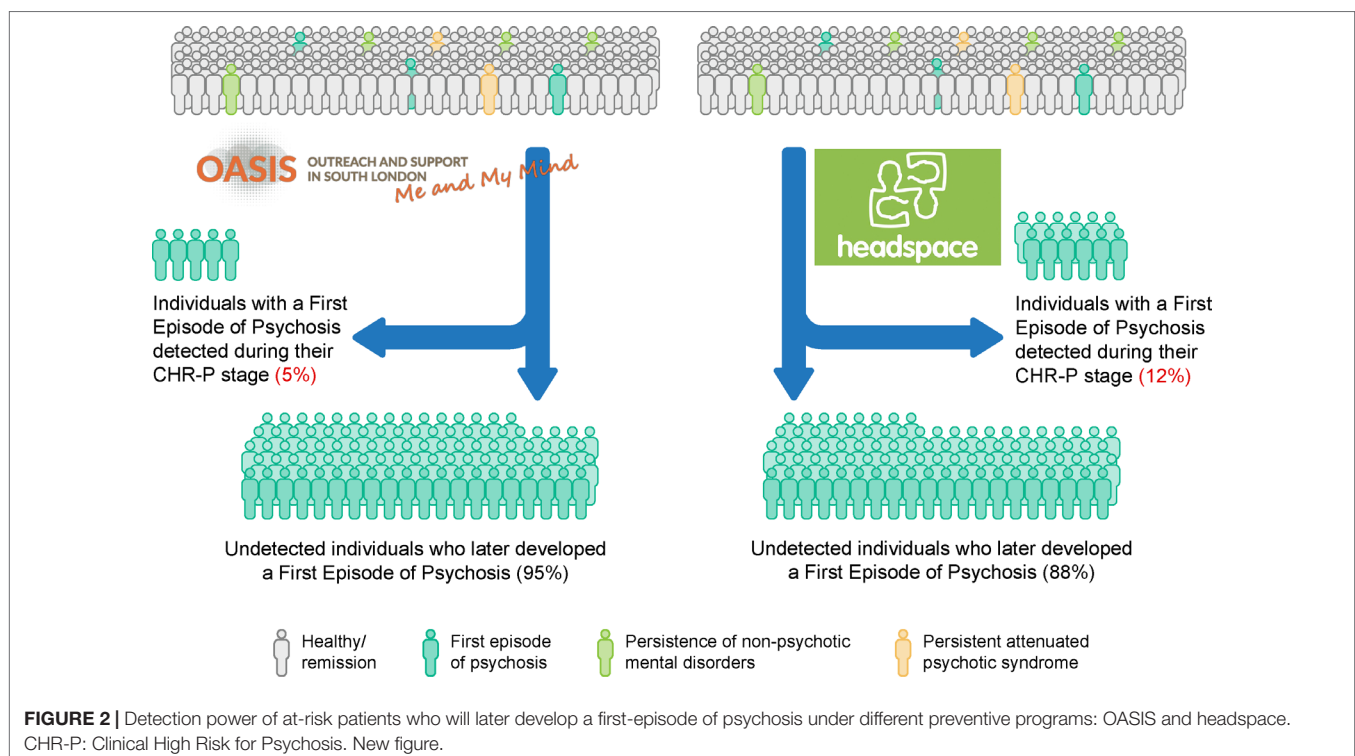 OASIS
OUTREACH AND SUPPORT
IN SOUTH LONDON
Me and My Mind
headspace
Individuals with a First
Episode of Psychosis
detected during their
CHR-P stage (5%)
Individuals with a First
Episode of Psychosis
detected during their
CHR-P stage (12%)
Undetected individuals who later developed
a First Episode of Psychosis (95%)
Undetected individuals who later developed
a First Episode of Psychosis (88%)
Healthy/
remission
First episode
of psychosis
Persistence of non-psychotic
mental disorders
Persistent attenuated
psychotic syndrome
FIGURE 2 | Detection power of at-risk patients who will later develop a first-episode of psychosis under different preventive programs: OASIS and headspace.
CHR-P: Clinical High Risk for Psychosis. New figure.